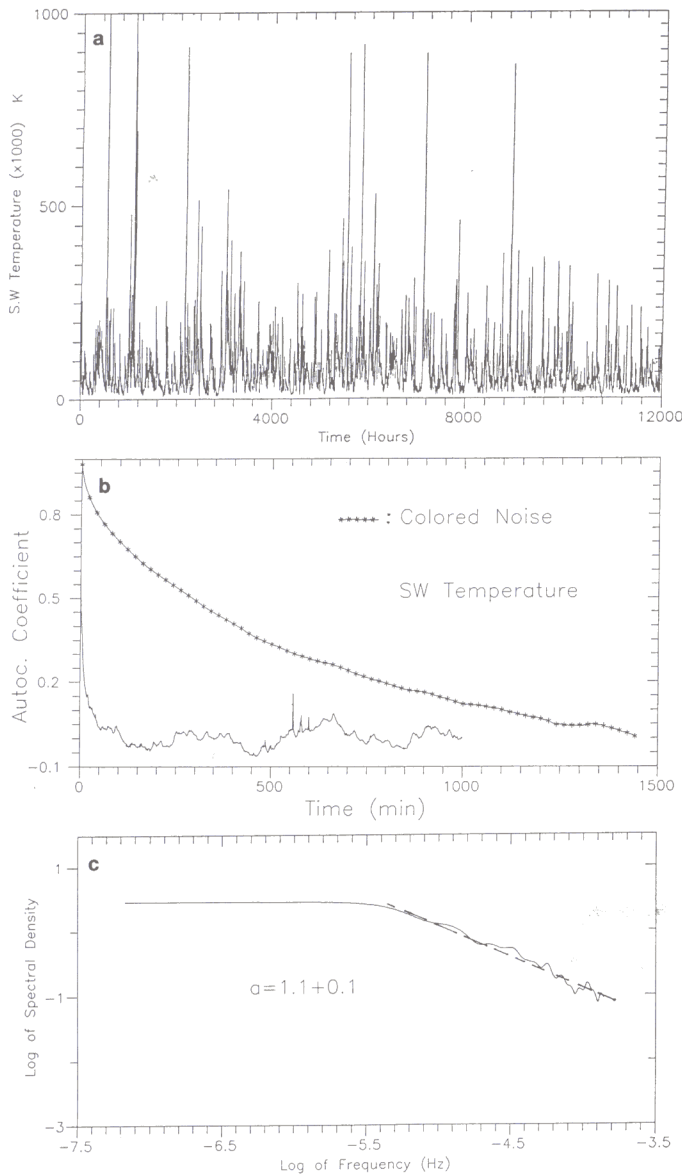 1000
a
S.W Temperature (x1000) K
500
0
0
4000
8000
12000
Time (Hours)
b
0.8
*****: Colored Noise
0.5
SW Temperature
Autoc. Coefficient
0.2
-0.1
0
500
1000
1500
Time (min)
c
1
Log of Spectral Density
-1
a=1.1+0.1
-3
-7.5
-6.5
-5.5
-4.5
-3.5
Log of Frequency (Hz)